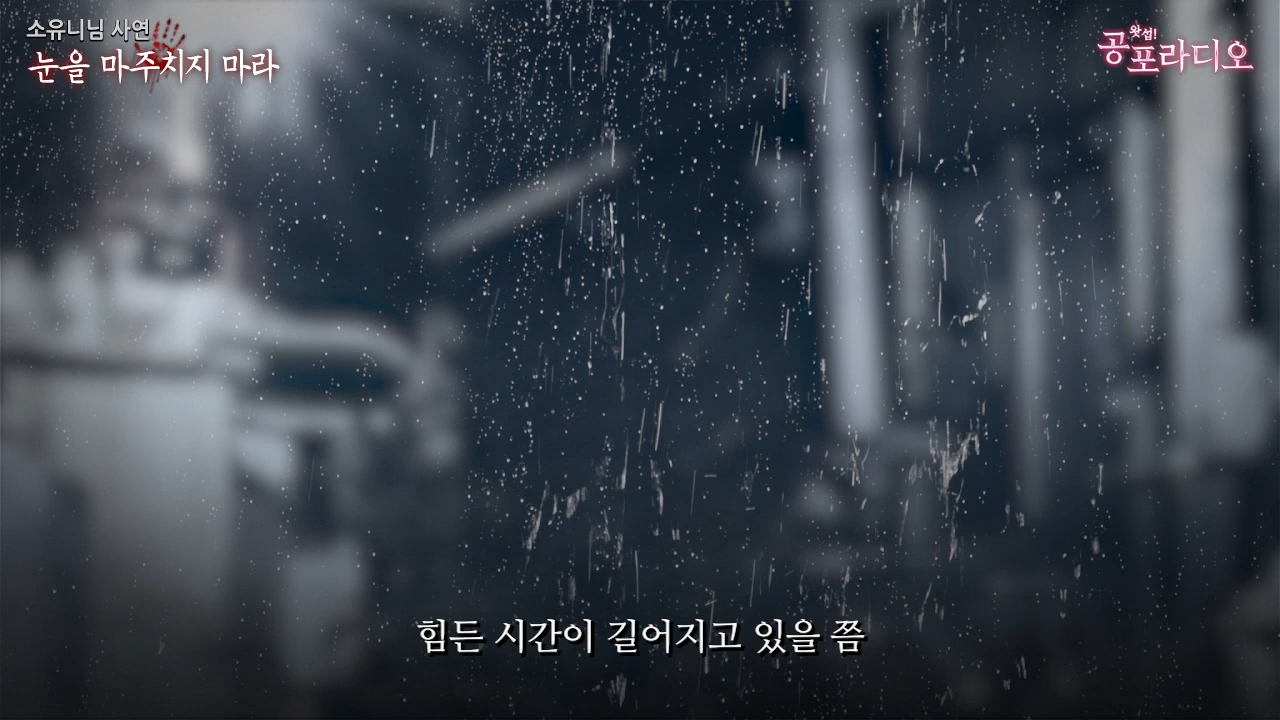 소유니님 사연
눈을 마주치지 마라
왓섭!
공포라디오
힘든 시간이 길어지고 있을 쯤